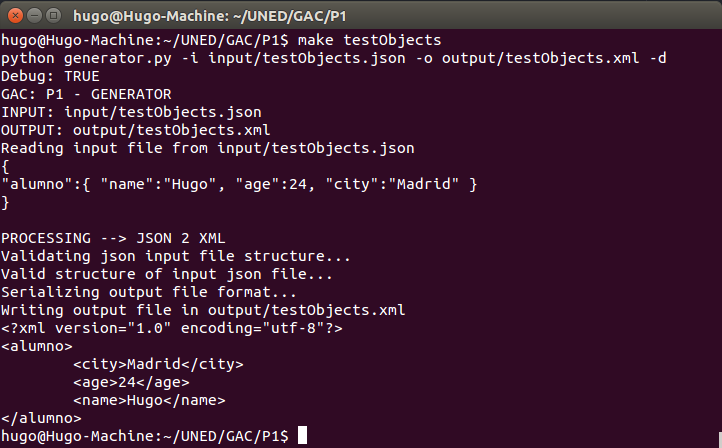 hugo@Hugo-Machine: ~/UNED/GAC/P1
hugo@Hugo-Machine:~/UNED/GAC/P1$ make testObjects
python generator.py -i input/testObjects.json -o output/testObjects.xml -d
Debug: TRUE
GAC: P1 - GENERATOR
INPUT: input/testObjects.json
OUTPUT: output/testObjects.xml
Reading input file from input/testObjects.json
{
"alumno":{ "name":"Hugo", "age":24, "city":"Madrid" }
}

PROCESSING --> JSON 2 XML
Validating json input file structure...
Valid structure of input json file...
Serializing output file format...
Writing output file in output/testObjects.xml
<?xml version="1.0" encoding="utf-8"?>
<alumno>
        <city>Madrid</city>
        <age>24</age>
        <name>Hugo</name>
</alumno>
hugo@Hugo-Machine:~/UNED/GAC/P1$